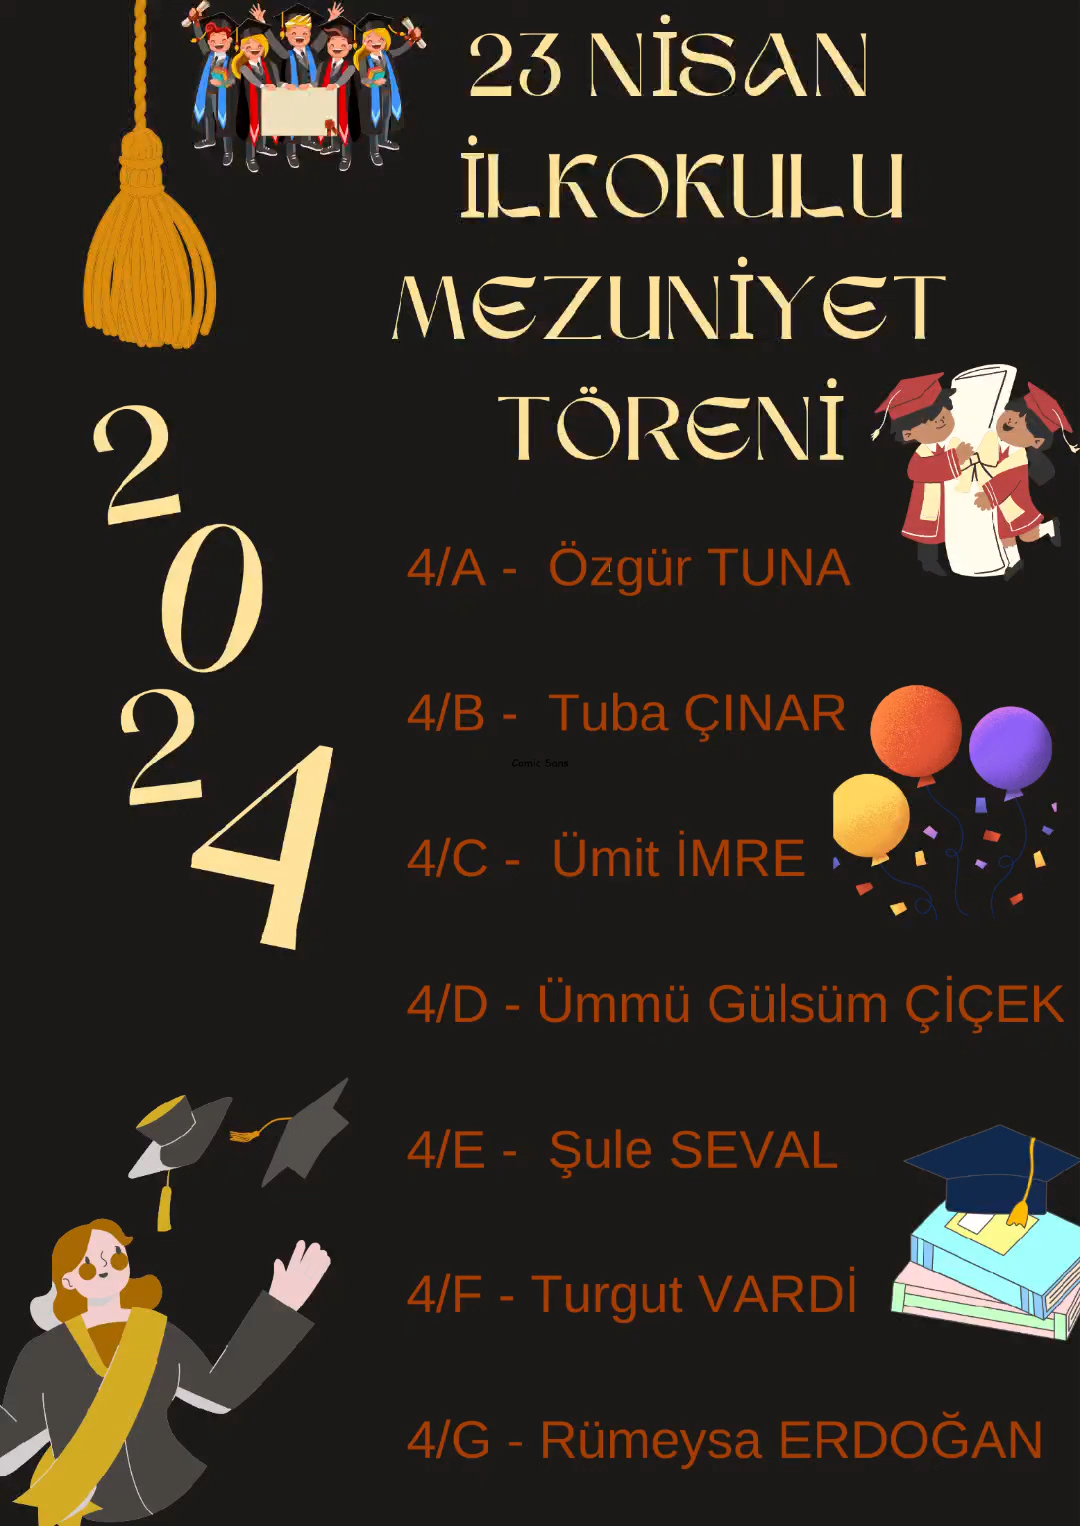 23 NİSAN
İLKOKULU
MEZUNİYET
TÖRENİ
2
0
2
4
4/A - Özgür TUNA
4/B - Tuba ÇINAR
Comic Sans
4/C - Ümit İMRE
4/D - Ümmü Gülsüm ÇİÇEK
4/E - Şule SEVAL
4/F - Turgut VARDİ
4/G - Rümeysa ERDOĞAN